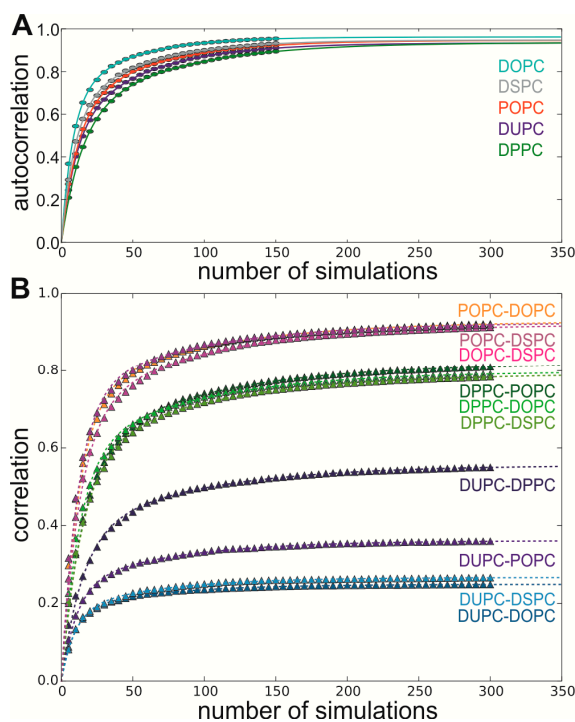 A
1.0
0.8
0.6
0.4
0.2
0.0
autocorrelation
DOPC
DSPC
POPC
DUPC
DPPC
0 50 100 150 200 250 300 350
number of simulations
B
1.0
0.8
0.6
0.4
0.2
0.0
correlation
POPC-DOPC
POPC-DSPC
DOPC-DSPC
DPPC-POPC
DPPC-DOPC
DPPC-DSPC
DUPC-DPPC
DUPC-POPC
DUPC-DSPC
DUPC-DOPC
0 50 100 150 200 250 300 350
number of simulations